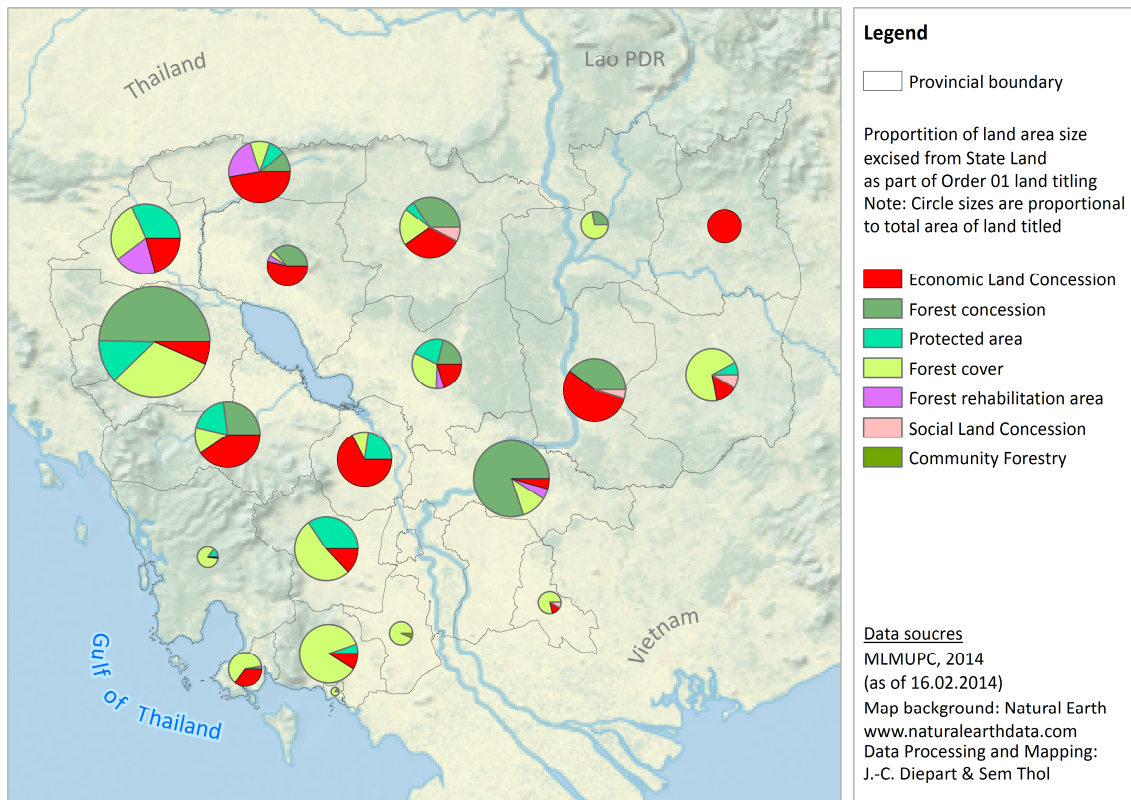 Thailand
Lao PDR
Vietnam
Gulf of Thailand
Legend
Provincial boundary
Proportition of land area size
excised from State Land
as part of Order 01 land titling
Note: Circle sizes are proportional
to total area of land titled
Economic Land Concession
Forest concession
Protected area
Forest cover
Forest rehabilitation area
Social Land Concession
Community Forestry
Data soucres
MLMUPC, 2014
(as of 16.02.2014)
Map background: Natural Earth
www.naturalearthdata.com
Data Processing and Mapping:
J.-C. Diepart & Sem Thol